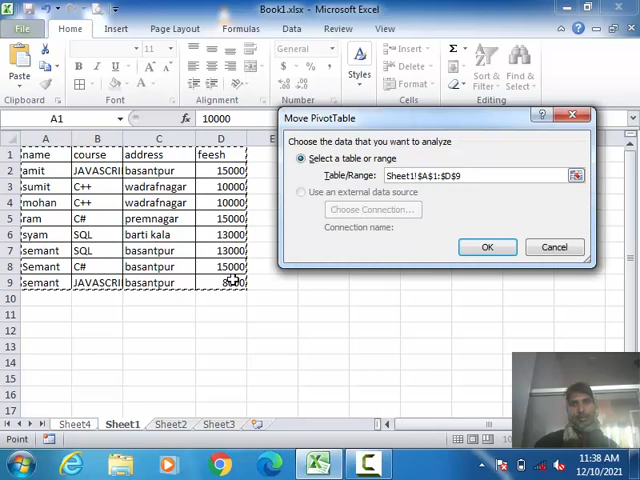 Book1.xlsx - Microsoft Excel
File Home Insert Page Layout Formulas Data Review View
Paste
General
Styles
Insert
Delete
Format
Sort & Filter
Find & Select
Clipboard Font Alignment Number Cells Editing
A1 fx 10000
A B C D E
1 name course address feesh
2 amit JAVASCRI basantpur 15000
3 sumit C++ wadrafnagar 10000
4 mohan C++ wadrafnagar 10000
5 ram C# premnagar 15000
6 syam SQL barti kala 13000
7 semant SQL basantpur 13000
8 Semant C# basantpur 15000
9 semant JAVASCRI basantpur
10
11
12
13
14
15
16
17
Move PivotTable
Choose the data that you want to analyze
Select a table or range
Table/Range: Sheet1!$A$1:$D$9
Use an external data source
Choose Connection...
Connection name:
OK Cancel
Sheet4 Sheet1 Sheet2 Sheet3
Point
11:38 AM
12/10/2021